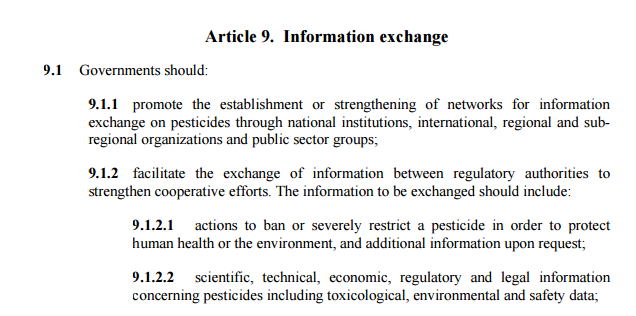 Article 9. Information exchange
9.1 Governments should:
9.1.1 promote the establishment or strengthening of networks for information
exchange on pesticides through national institutions, international, regional and sub-
regional organizations and public sector groups;
9.1.2 facilitate the exchange of information between regulatory authorities to
strengthen cooperative efforts. The information to be exchanged should include:
9.1.2.1 actions to ban or severely restrict a pesticide in order to protect
human health or the environment, and additional information upon request;
9.1.2.2 scientific, technical, economic, regulatory and legal information
concerning pesticides including toxicological, environmental and safety data;